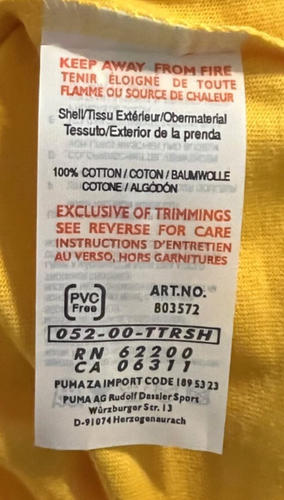 KEEP AWAY FROM FIRE
TENIR ÉLOIGNÉ DE TOUTE
FLAMME OU SOURCE DE CHALEUR
Shell/Tissu Extérieur/Obermaterial
Tessuto/Exterior de la prenda
100% COTTON / COTON / BAUMWOLLE
COTONE / ALGODÓN
EXCLUSIVE OF TRIMMINGS
SEE REVERSE FOR CARE
INSTRUCTIONS D'ENTRETIEN
AU VERSO, HORS GARNITURES
PVC
Free
ART.NO.
803572
052-00-TTRSH
RN 62200
CA 06311
PUMA ZA IMPORT CODE 189 53 23
PUMA AG Rudolf Dassler Sport
Würzburger Str. 13
D-91074 Herzogenaurach